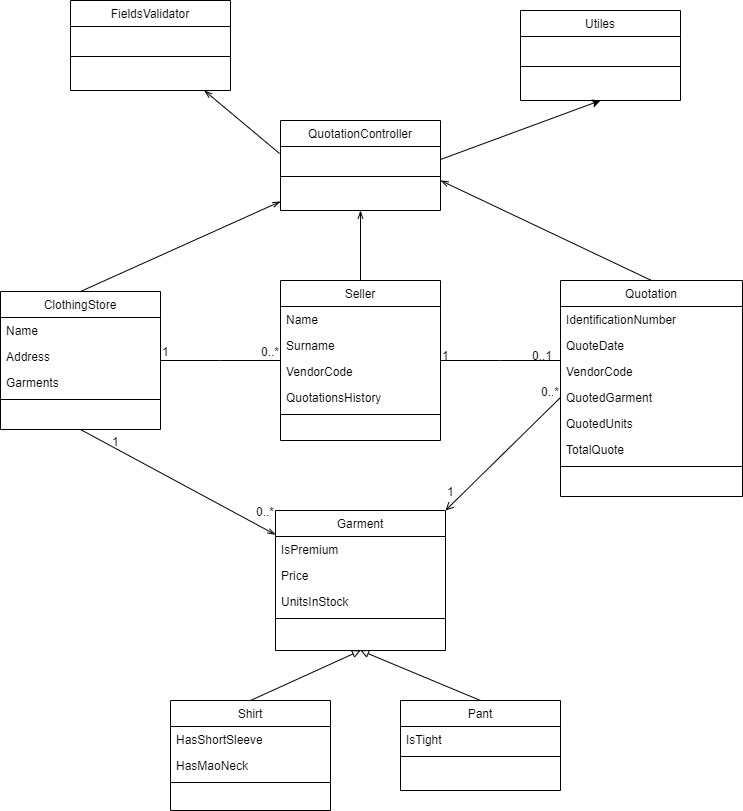 FieldsValidator
Utiles
QuotationController
ClothingStore
Name
Address
Garments
Seller
Name
Surname
VendorCode
QuotationsHistory
Quotation
IdentificationNumber
QuoteDate
VendorCode
QuotedGarment
QuotedUnits
TotalQuote
1
0..*
1
0..1
0..*
1
1
0..*
Garment
IsPremium
Price
UnitsInStock
Shirt
HasShortSleeve
HasMaoNeck
Pant
IsTight